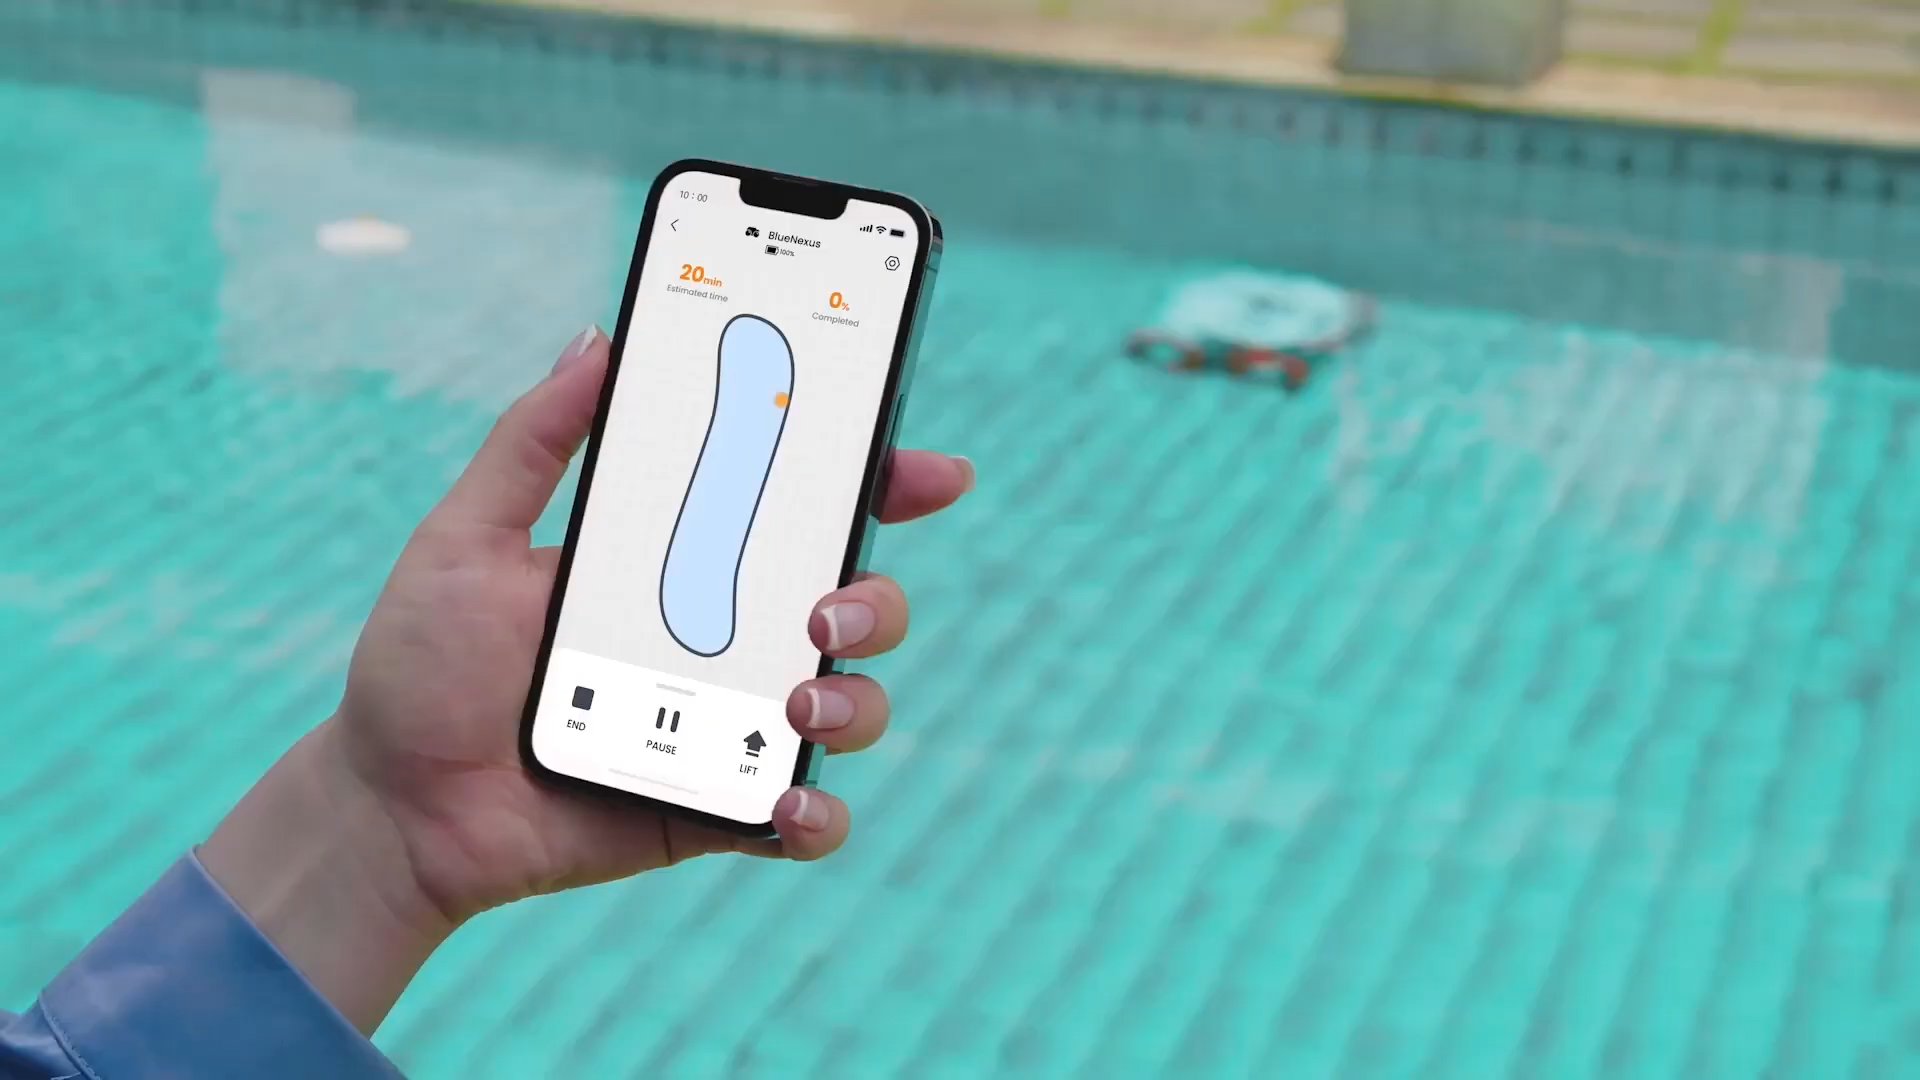 10:00
BlueNexus
100%
20min
Estimated time
0%
Completed
END
PAUSE
LIFT